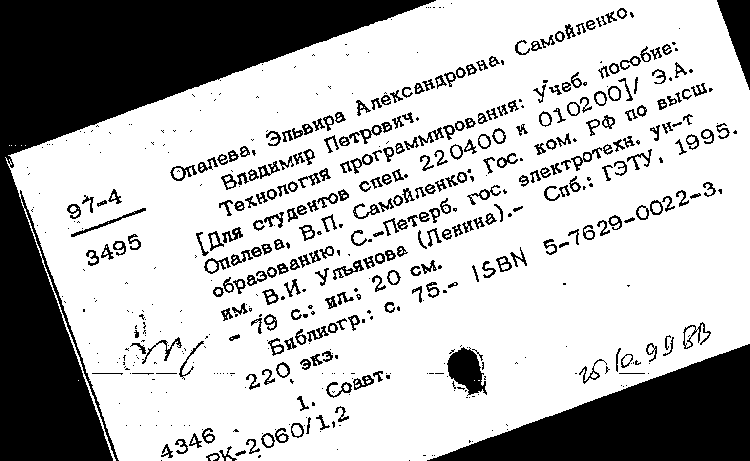 Опалева, Эльвира Александровна, Самойленко,
Владимир Петрович.
97-4
Технология программирования: Учеб. пособие:
3495
[Для студентов спец. 220400 и 010200]/ Э.А.
Опалева, В.П. Самойленко; Гос. ком. РФ по высш.
образованию, С.-Петерб. гос. электротехн. ун-т
им. В.И. Ульянова (Ленина).- Спб.: ГЭТУ, 1995.
- 79 с.: ил.; 20 см.
Библиогр.: с. 75.- ISBN 5-7629-0022-3,
220 экз.
1. Соавт.
4346
РК-2060/1,2